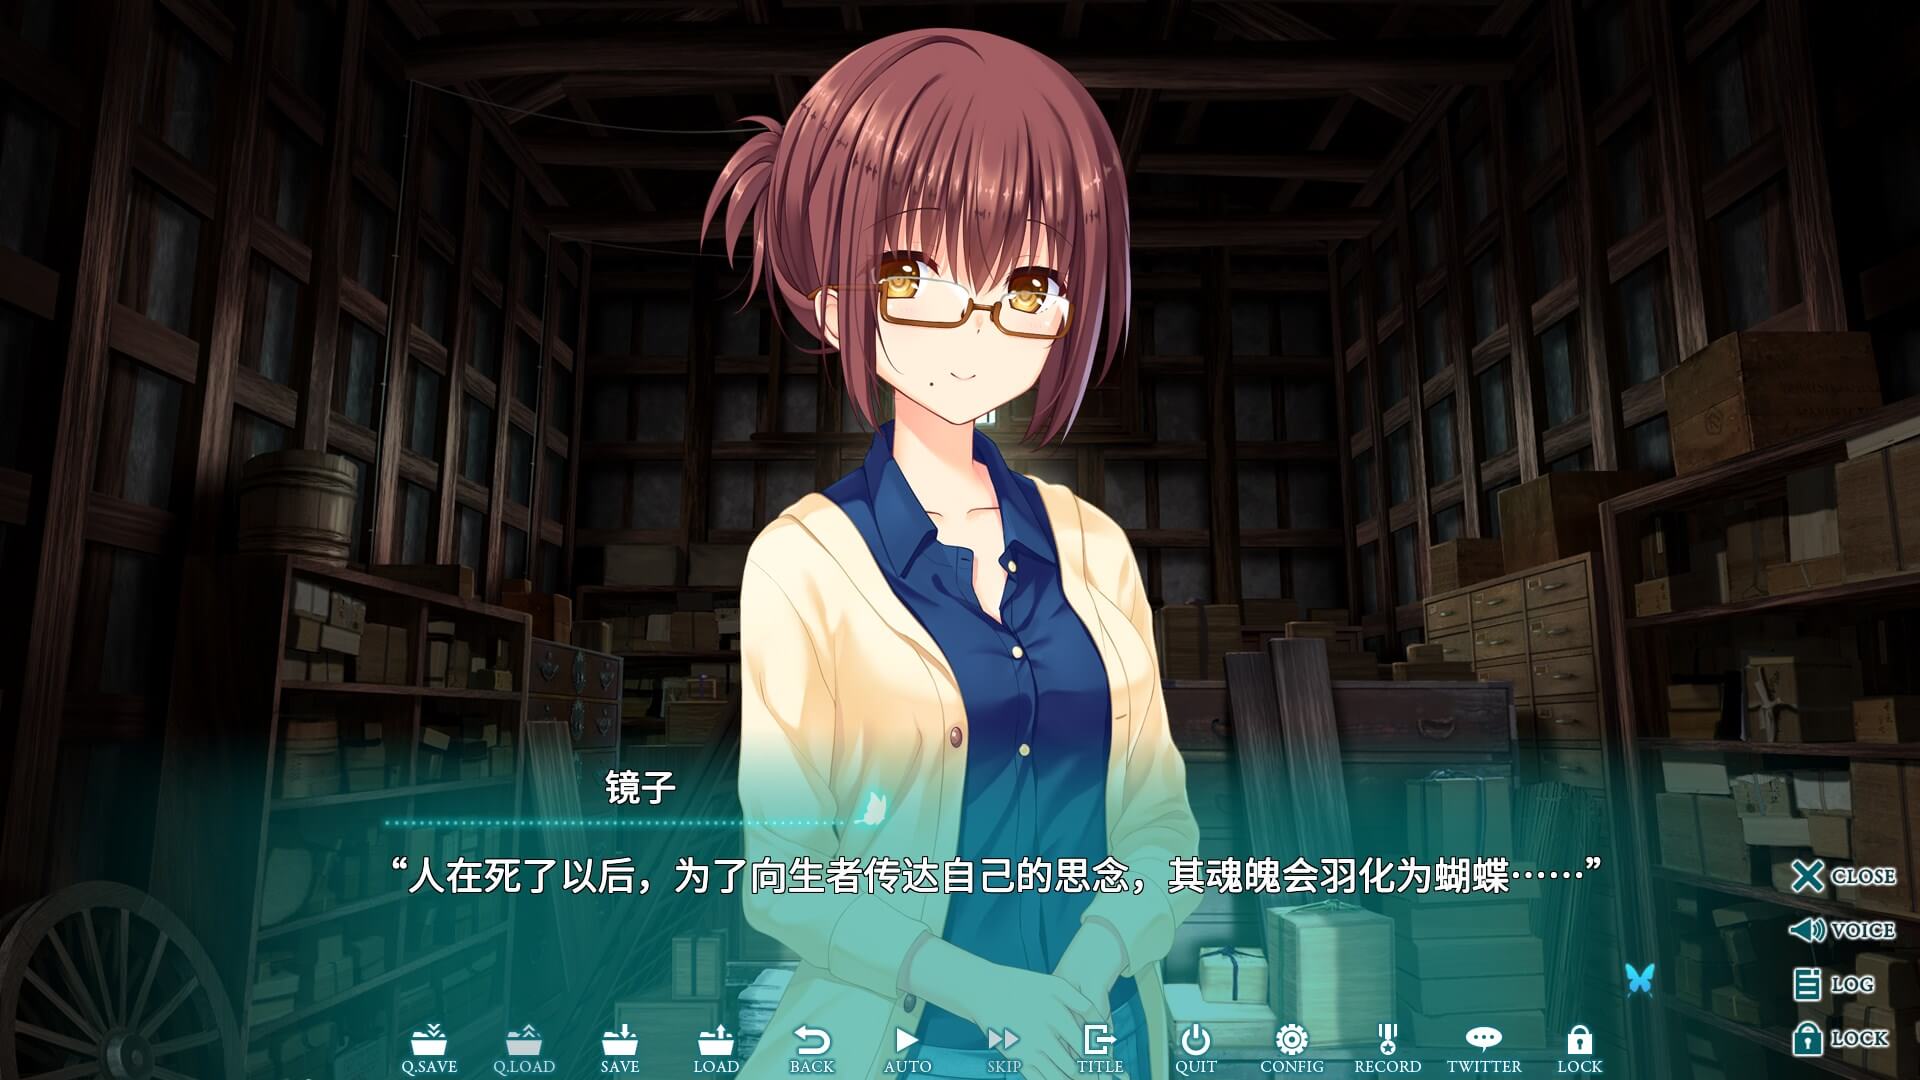 镜子
“人在死了以后，为了向生者传达自己的思念，其魂魄会羽化为蝴蝶……”
CLOSE
VOICE
LOG
LOCK
Q.SAVE Q.LOAD SAVE LOAD BACK AUTO SKIP TITLE QUIT CONFIG RECORD TWITTER LOCK